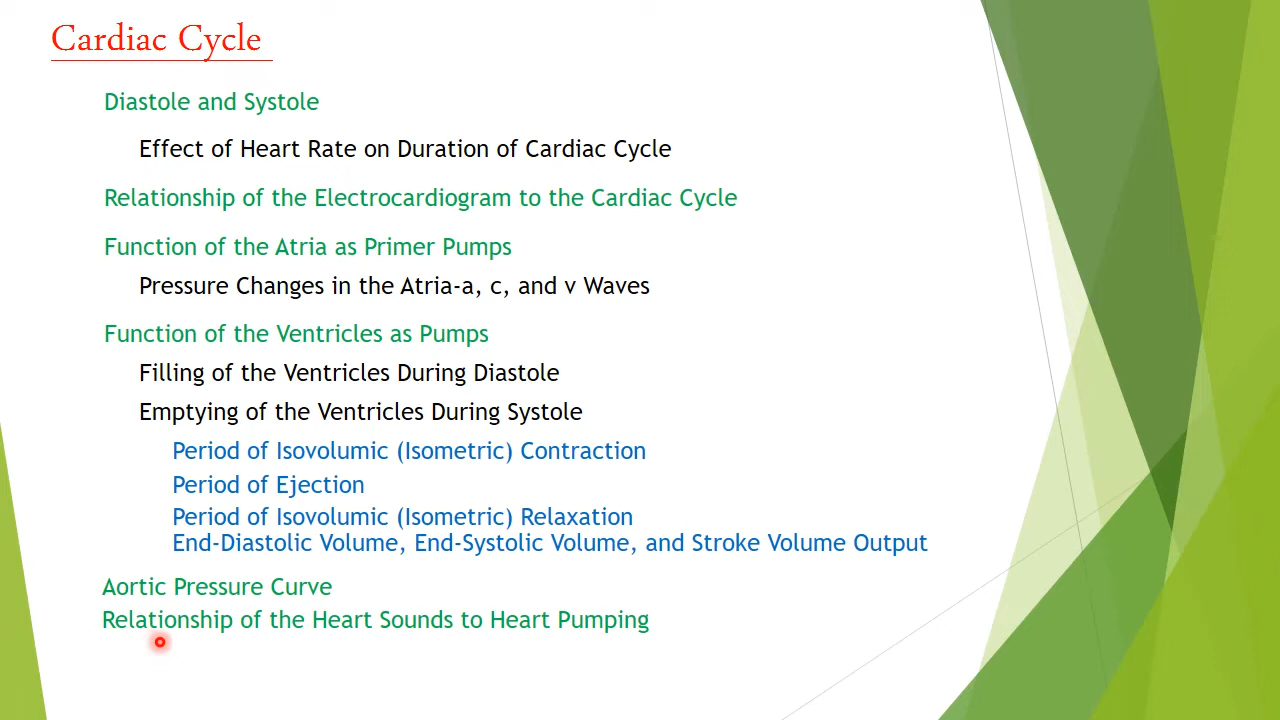 Cardiac Cycle
Diastole and Systole
Effect of Heart Rate on Duration of Cardiac Cycle
Relationship of the Electrocardiogram to the Cardiac Cycle
Function of the Atria as Primer Pumps
Pressure Changes in the Atria-a, c, and v Waves
Function of the Ventricles as Pumps
Filling of the Ventricles During Diastole
Emptying of the Ventricles During Systole
Period of Isovolumic (Isometric) Contraction
Period of Ejection
Period of Isovolumic (Isometric) Relaxation
End-Diastolic Volume, End-Systolic Volume, and Stroke Volume Output
Aortic Pressure Curve
Relationship of the Heart Sounds to Heart Pumping